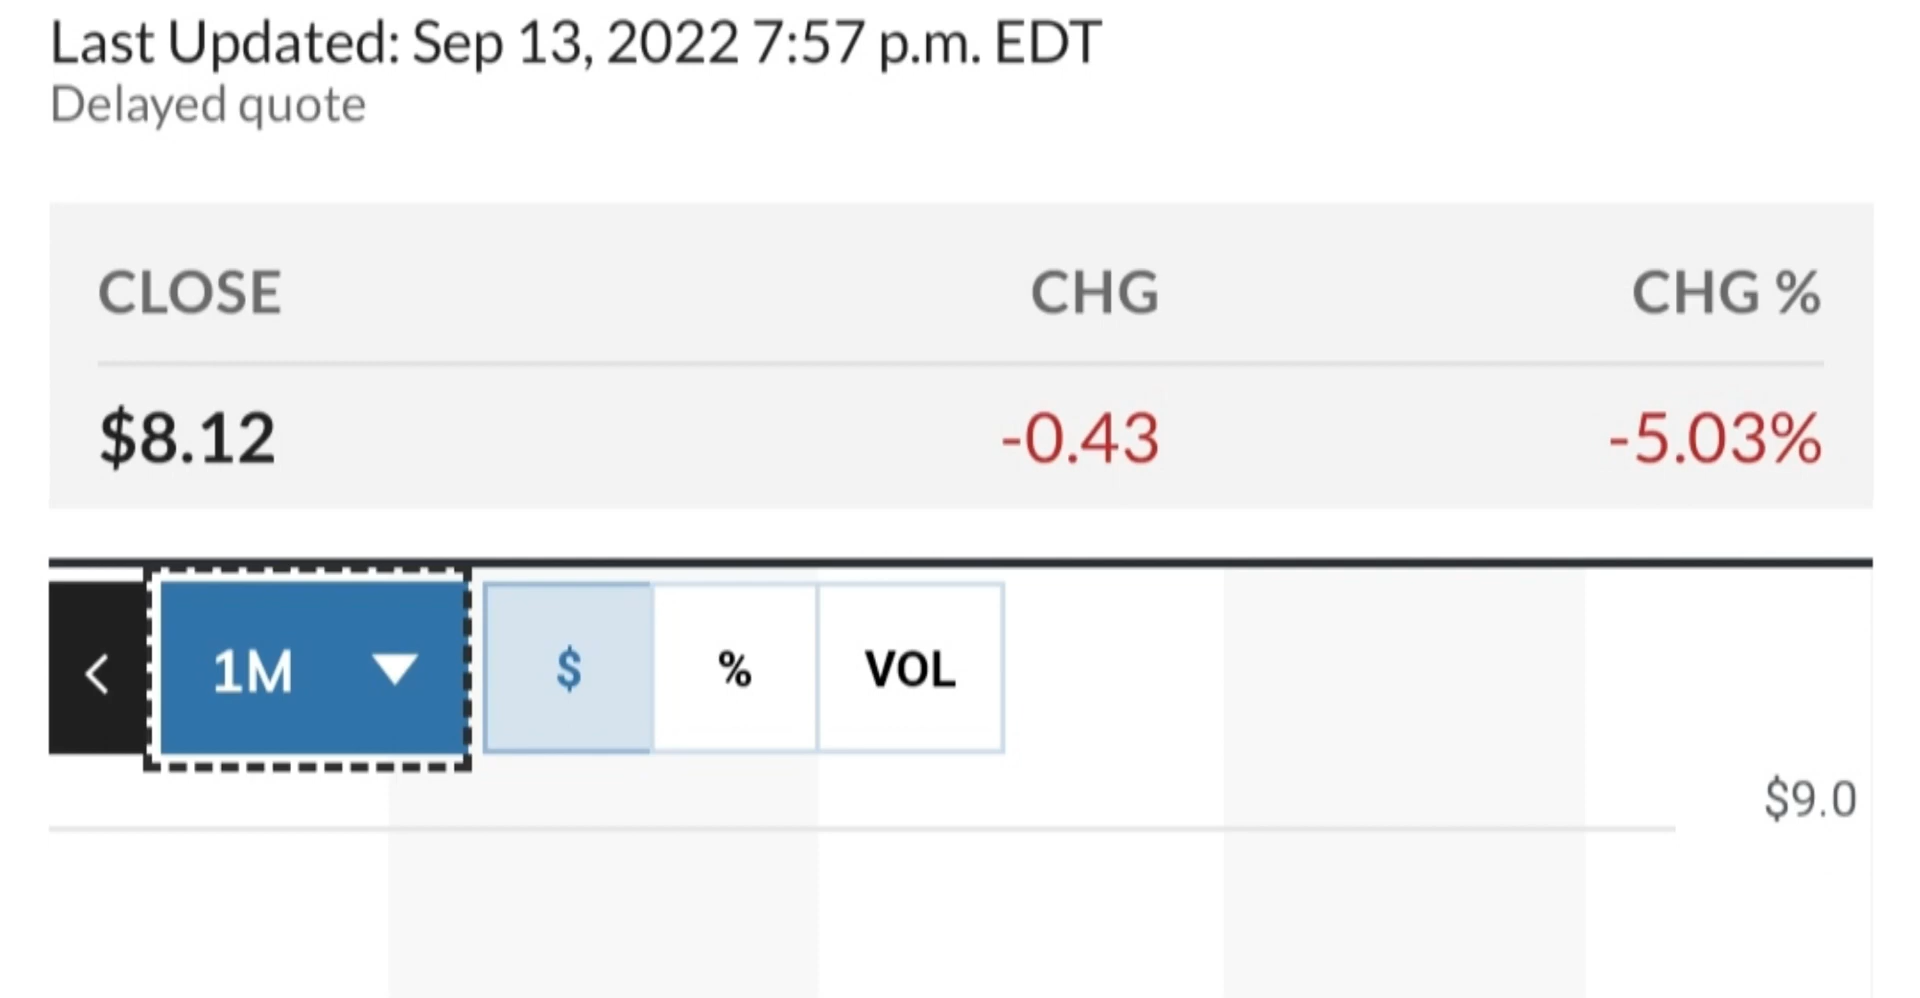 Last Updated: Sep 13, 2022 7:57 p.m. EDT
Delayed quote
CLOSE CHG CHG %
$8.12 -0.43 -5.03%
< 1M $ % VOL
$9.0